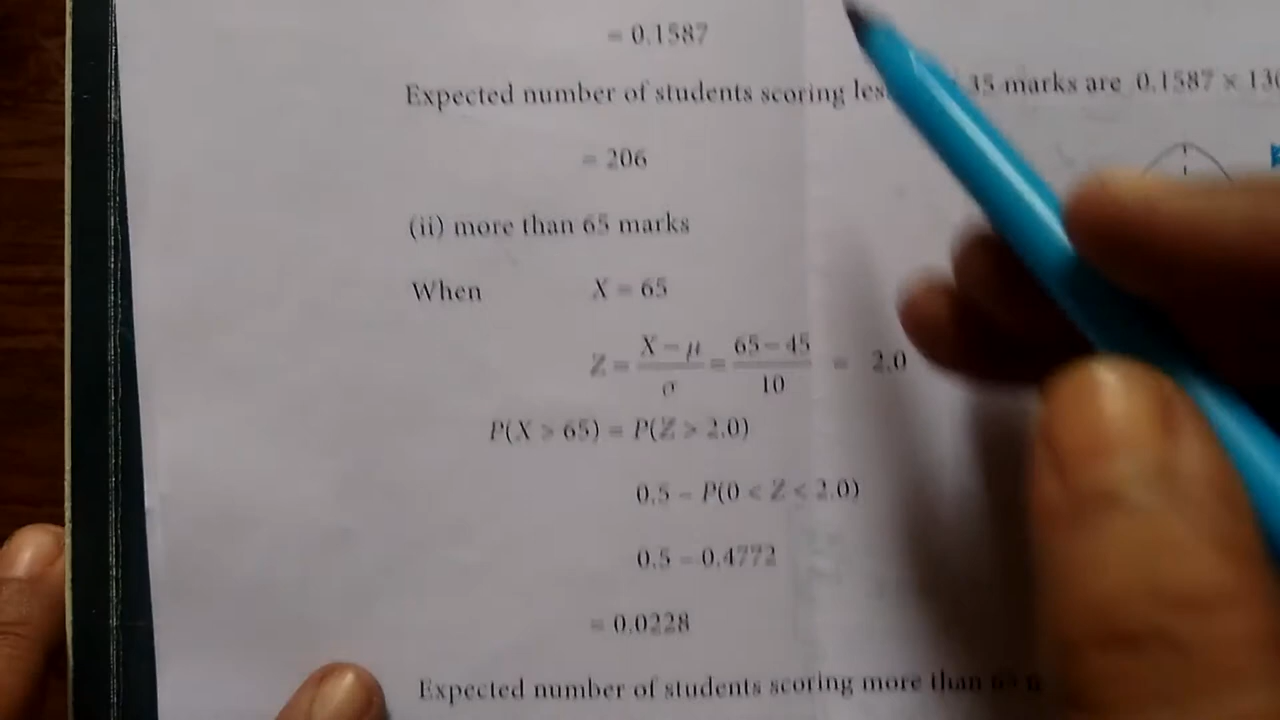 = 0.1587
Expected number of students scoring 35 marks are 0.1587 ×
= 206
(ii) more than 65 marks
When X = 65
Z = (X − μ)/σ = (65 − 45)/10 = 2.0
P(X > 65) = P(Z > 2.0)
0.5 − P(0 < Z < 2.0)
0.5 − 0.4772
= 0.0228
Expected number of students scoring more than 65